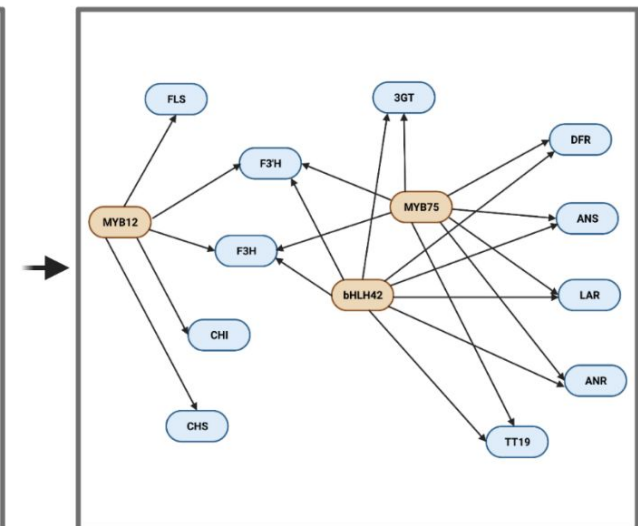 FLS
3GT
DFR
F3'H
MYB75
MYB12
ANS
F3H
bHLH42
LAR
CHI
ANR
CHS
TT19